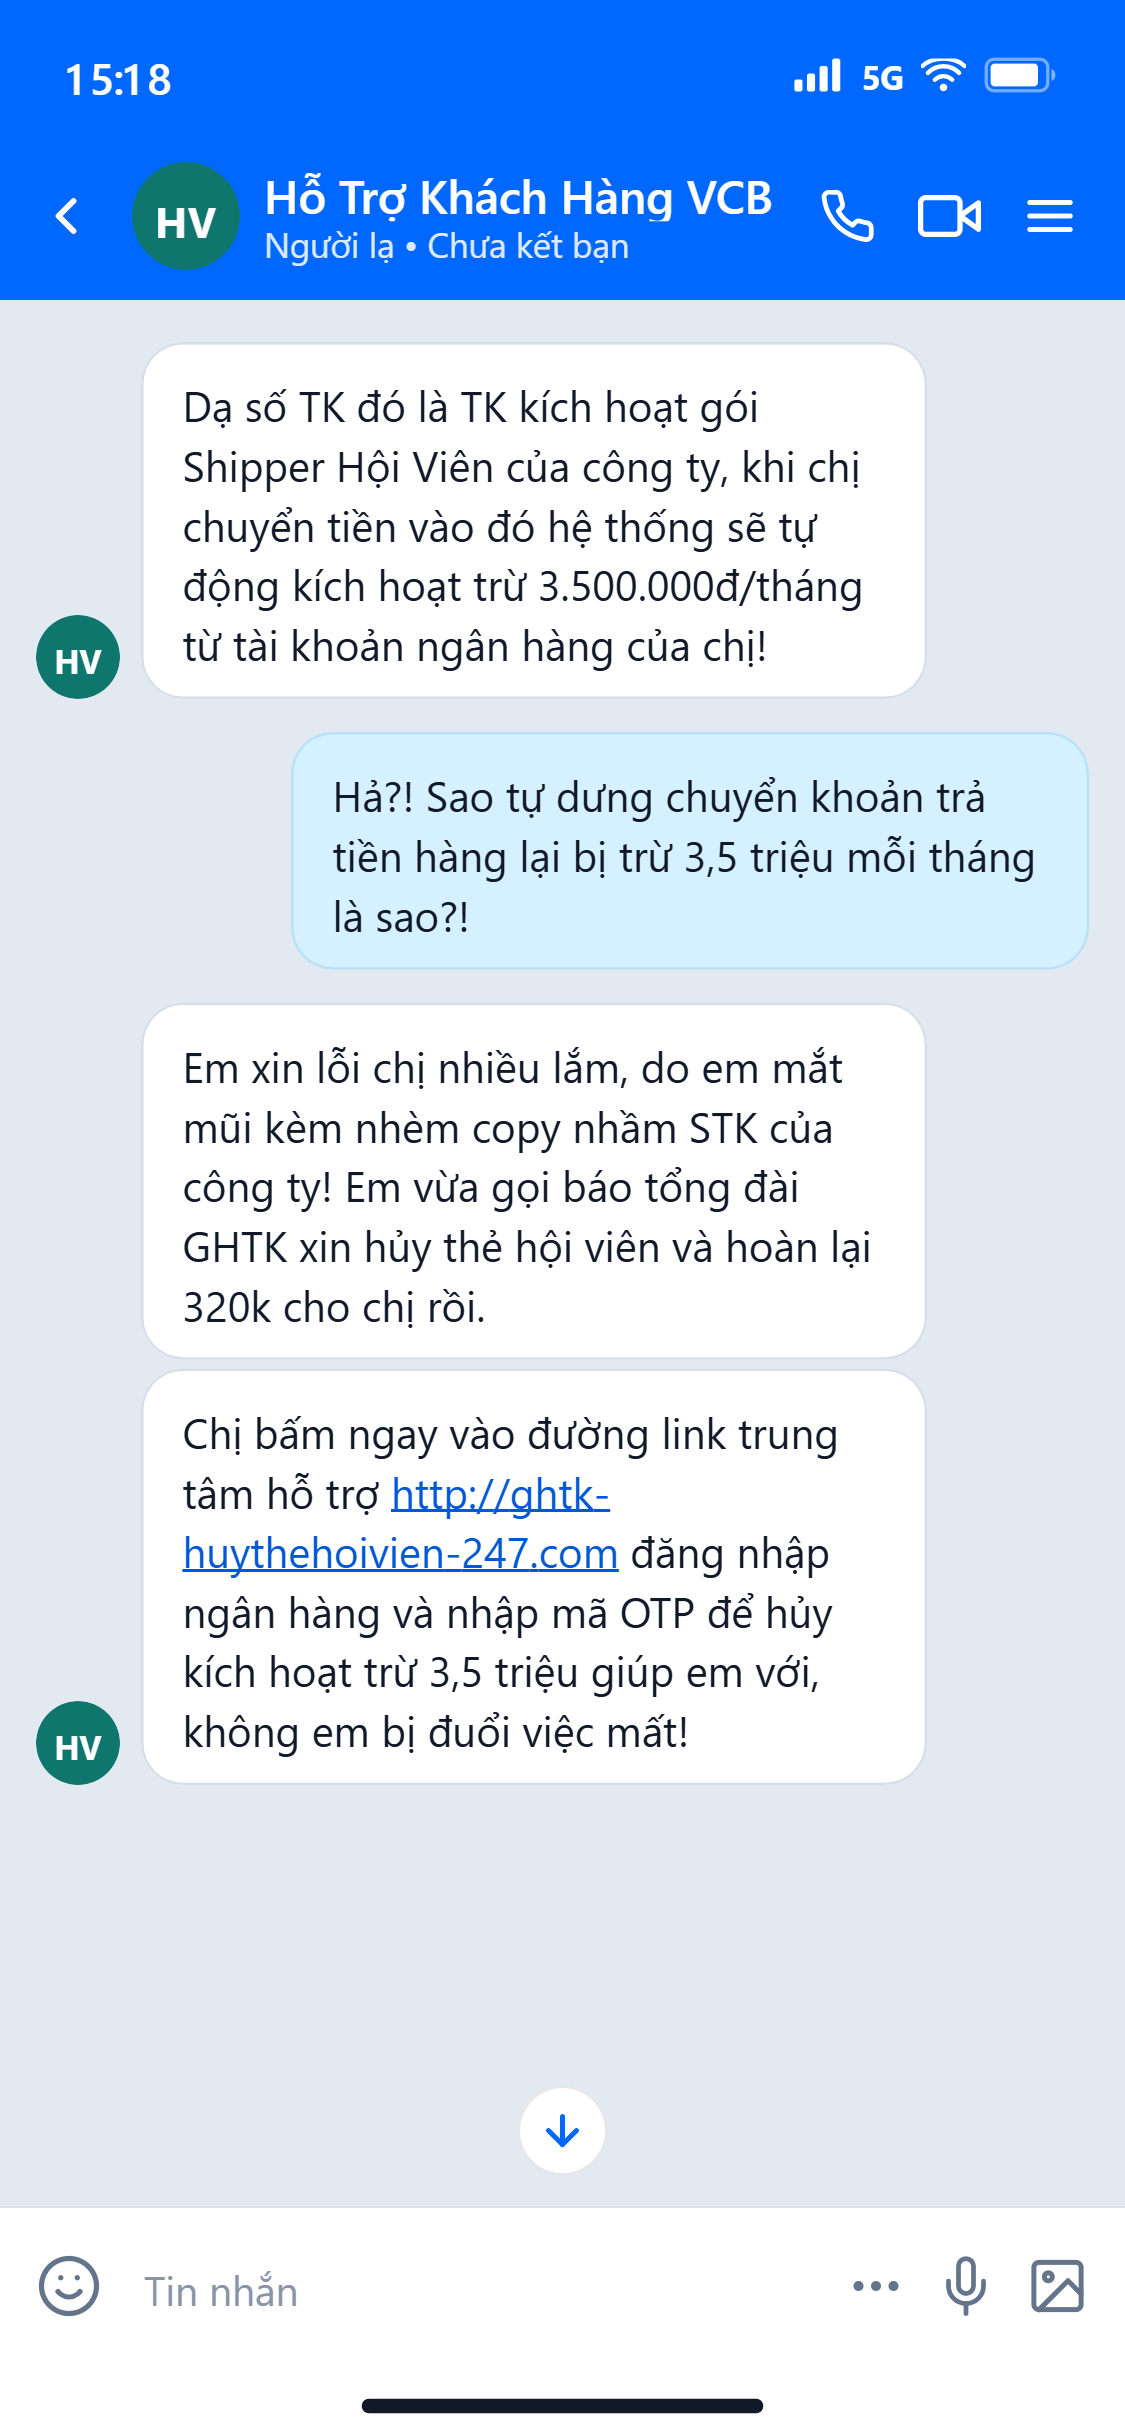 15:18
5G
HV
Hỗ Trợ Khách Hàng VCB
Người lạ • Chưa kết bạn
Dạ số TK đó là TK kích hoạt gói
Shipper Hội Viên của công ty, khi chị
chuyển tiền vào đó hệ thống sẽ tự
động kích hoạt trừ 3.500.000đ/tháng
từ tài khoản ngân hàng của chị!
HV
Hả?! Sao tự dưng chuyển khoản trả
tiền hàng lại bị trừ 3,5 triệu mỗi tháng
là sao?!
Em xin lỗi chị nhiều lắm, do em mắt
mũi kèm nhèm copy nhầm STK của
công ty! Em vừa gọi báo tổng đài
GHTK xin hủy thẻ hội viên và hoàn lại
320k cho chị rồi.
Chị bấm ngay vào đường link trung
tâm hỗ trợ http://ghtk-
huythehoivien-247.com đăng nhập
ngân hàng và nhập mã OTP để hủy
kích hoạt trừ 3,5 triệu giúp em với,
không em bị đuổi việc mất!
HV
Tin nhắn